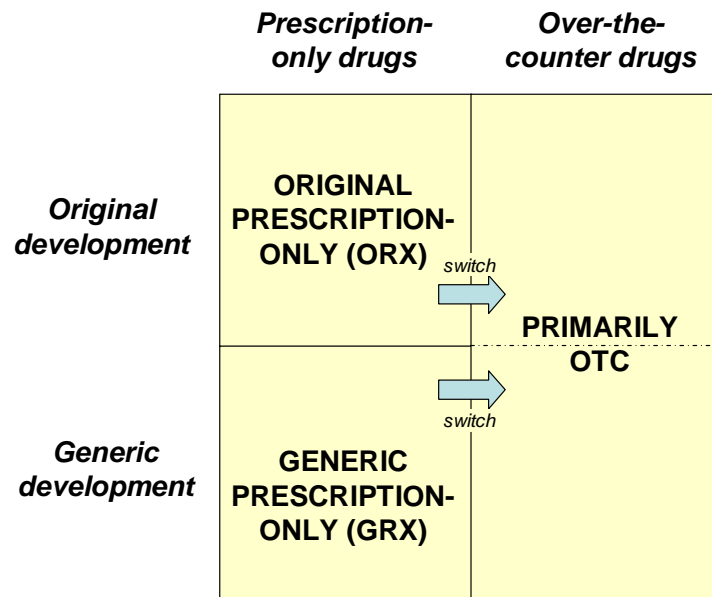 Prescription-
only drugs
Over-the-
counter drugs
Original
development
ORIGINAL
PRESCRIPTION-
ONLY (ORX)
switch
PRIMARILY
OTC
switch
Generic
development
GENERIC
PRESCRIPTION-
ONLY (GRX)